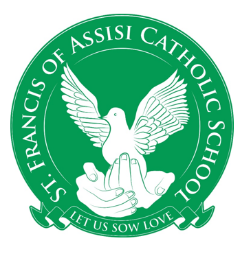 ST. FRANCIS OF ASSISI CATHOLIC SCHOOL
LET US SOW LOVE